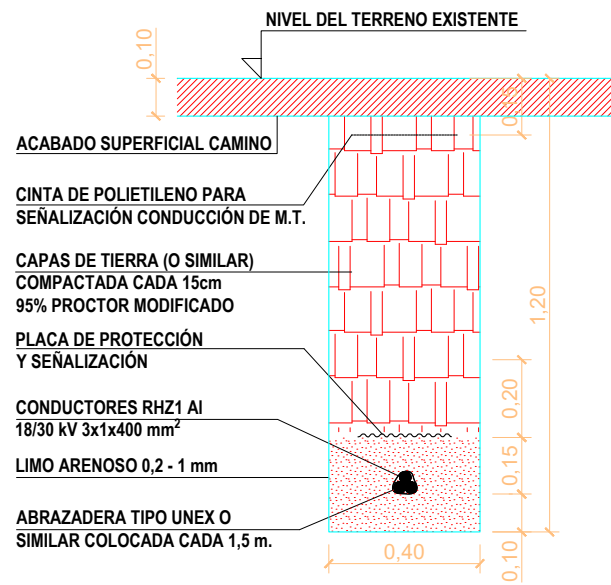 NIVEL DEL TERRENO EXISTENTE
0,10
ACABADO SUPERFICIAL CAMINO
CINTA DE POLIETILENO PARA
SEÑALIZACIÓN CONDUCCIÓN DE M.T.
CAPAS DE TIERRA (O SIMILAR)
COMPACTADA CADA 15cm
95% PROCTOR MODIFICADO
1,20
PLACA DE PROTECCIÓN
Y SEÑALIZACIÓN
0,20
CONDUCTORES RHZ1 Al
18/30 kV 3x1x400 mm²
0,15
LIMO ARENOSO 0,2 - 1 mm
ABRAZADERA TIPO UNEX O
SIMILAR COLOCADA CADA 1,5 m.
0,40
0,10